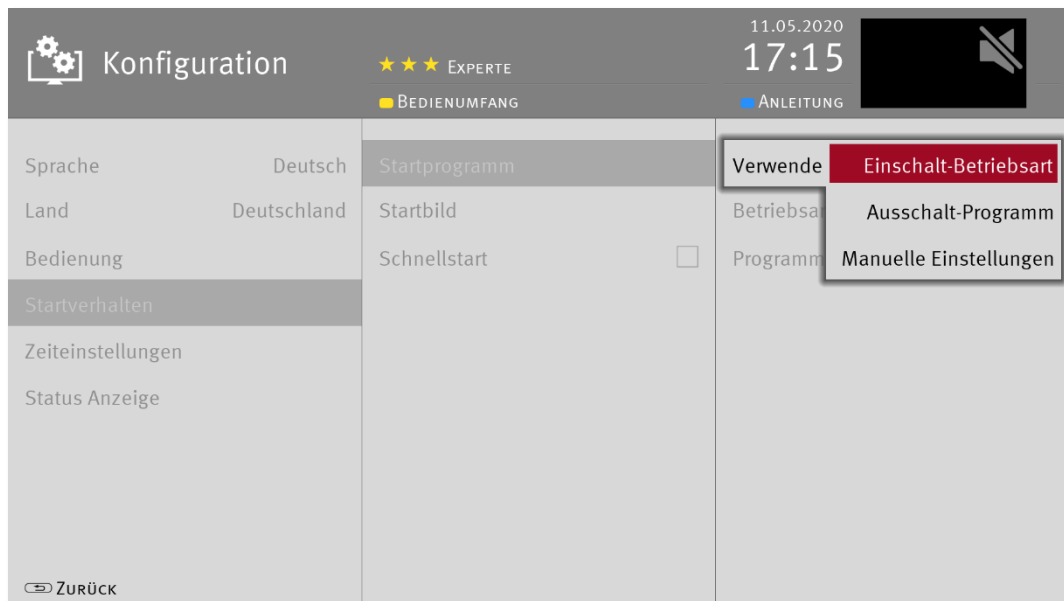 Konfiguration
★★★ EXPERTE
BEDIENUMFANG
11.05.2020
17:15
ANLEITUNG
Sprache Deutsch
Land Deutschland
Bedienung
Startverhalten
Zeiteinstellungen
Status Anzeige
Startprogramm
Startbild
Schnellstart
Verwende Einschalt-Betriebsart
Ausschalt-Programm
Manuelle Einstellungen
Programm
ZURÜCK